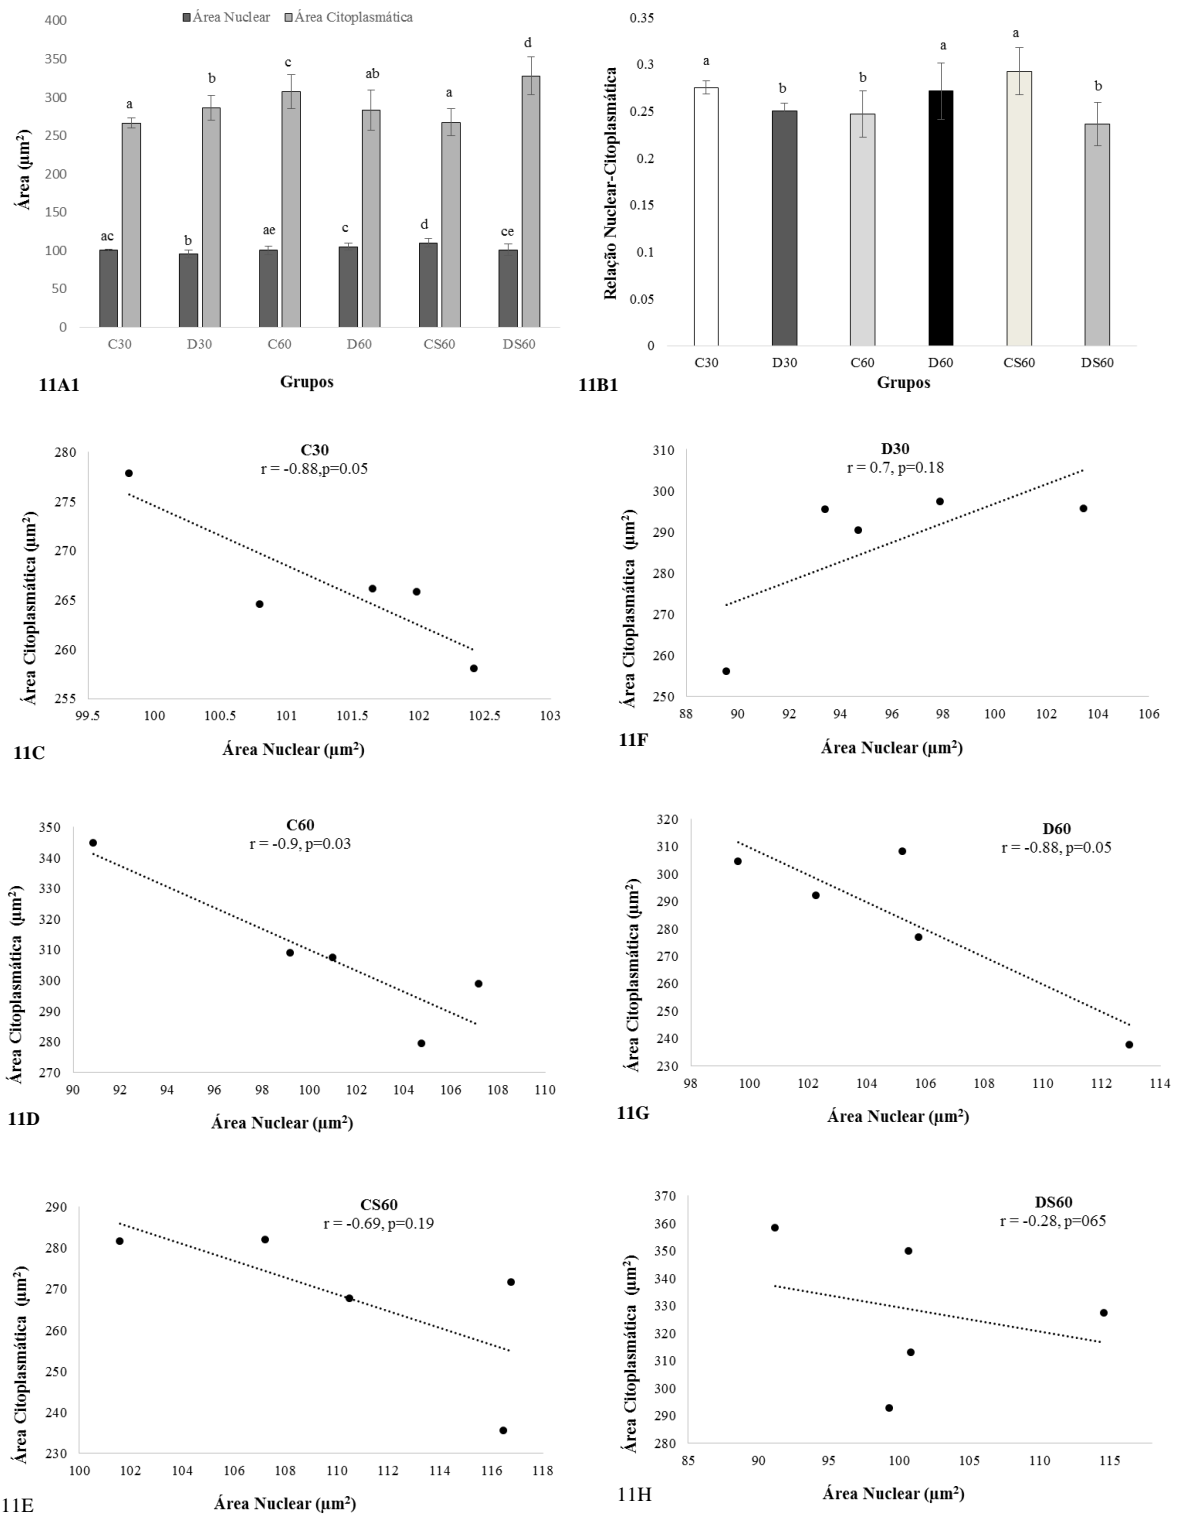 Área Nuclear Área Citoplasmática
400
350
300
250
200
150
100
50
0
Área (µm²)
a b c ab a d
ac b ae c d ce
C30 D30 C60 D60 CS60 DS60
Grupos
11A1
0.35
0.3
0.25
0.2
0.15
0.1
0.05
0
Relação Nuclear-Citoplasmática
a b b a a b
C30 D30 C60 D60 CS60 DS60
Grupos
11B1
C30
r = -0.88,p=0.05
280
275
270
265
260
255
Área Citoplasmática (µm²)
99.5 100 100.5 101 101.5 102 102.5 103
Área Nuclear (µm²)
11C
D30
r = 0.7, p=0.18
310
300
290
280
270
260
250
Área Citoplasmática (µm²)
88 90 92 94 96 98 100 102 104 106
Área Nuclear (µm²)
11F
C60
r = -0.9, p=0.03
350
340
330
320
310
300
290
280
270
Área Citoplasmática (µm²)
90 92 94 96 98 100 102 104 106 108 110
Área Nuclear (µm²)
11D
D60
r = -0.88, p=0.05
320
310
300
290
280
270
260
250
240
230
Área Citoplasmática (µm²)
98 100 102 104 106 108 110 112 114
Área Nuclear (µm²)
11G
CS60
r = -0.69, p=0.19
290
280
270
260
250
240
230
Área Citoplasmática (µm²)
100 102 104 106 108 110 112 114 116 118
Área Nuclear (µm²)
11E
DS60
r = -0.28, p=065
370
360
350
340
330
320
310
300
290
280
Área Citoplasmática (µm²)
85 90 95 100 105 110 115
Área Nuclear (µm²)
11H